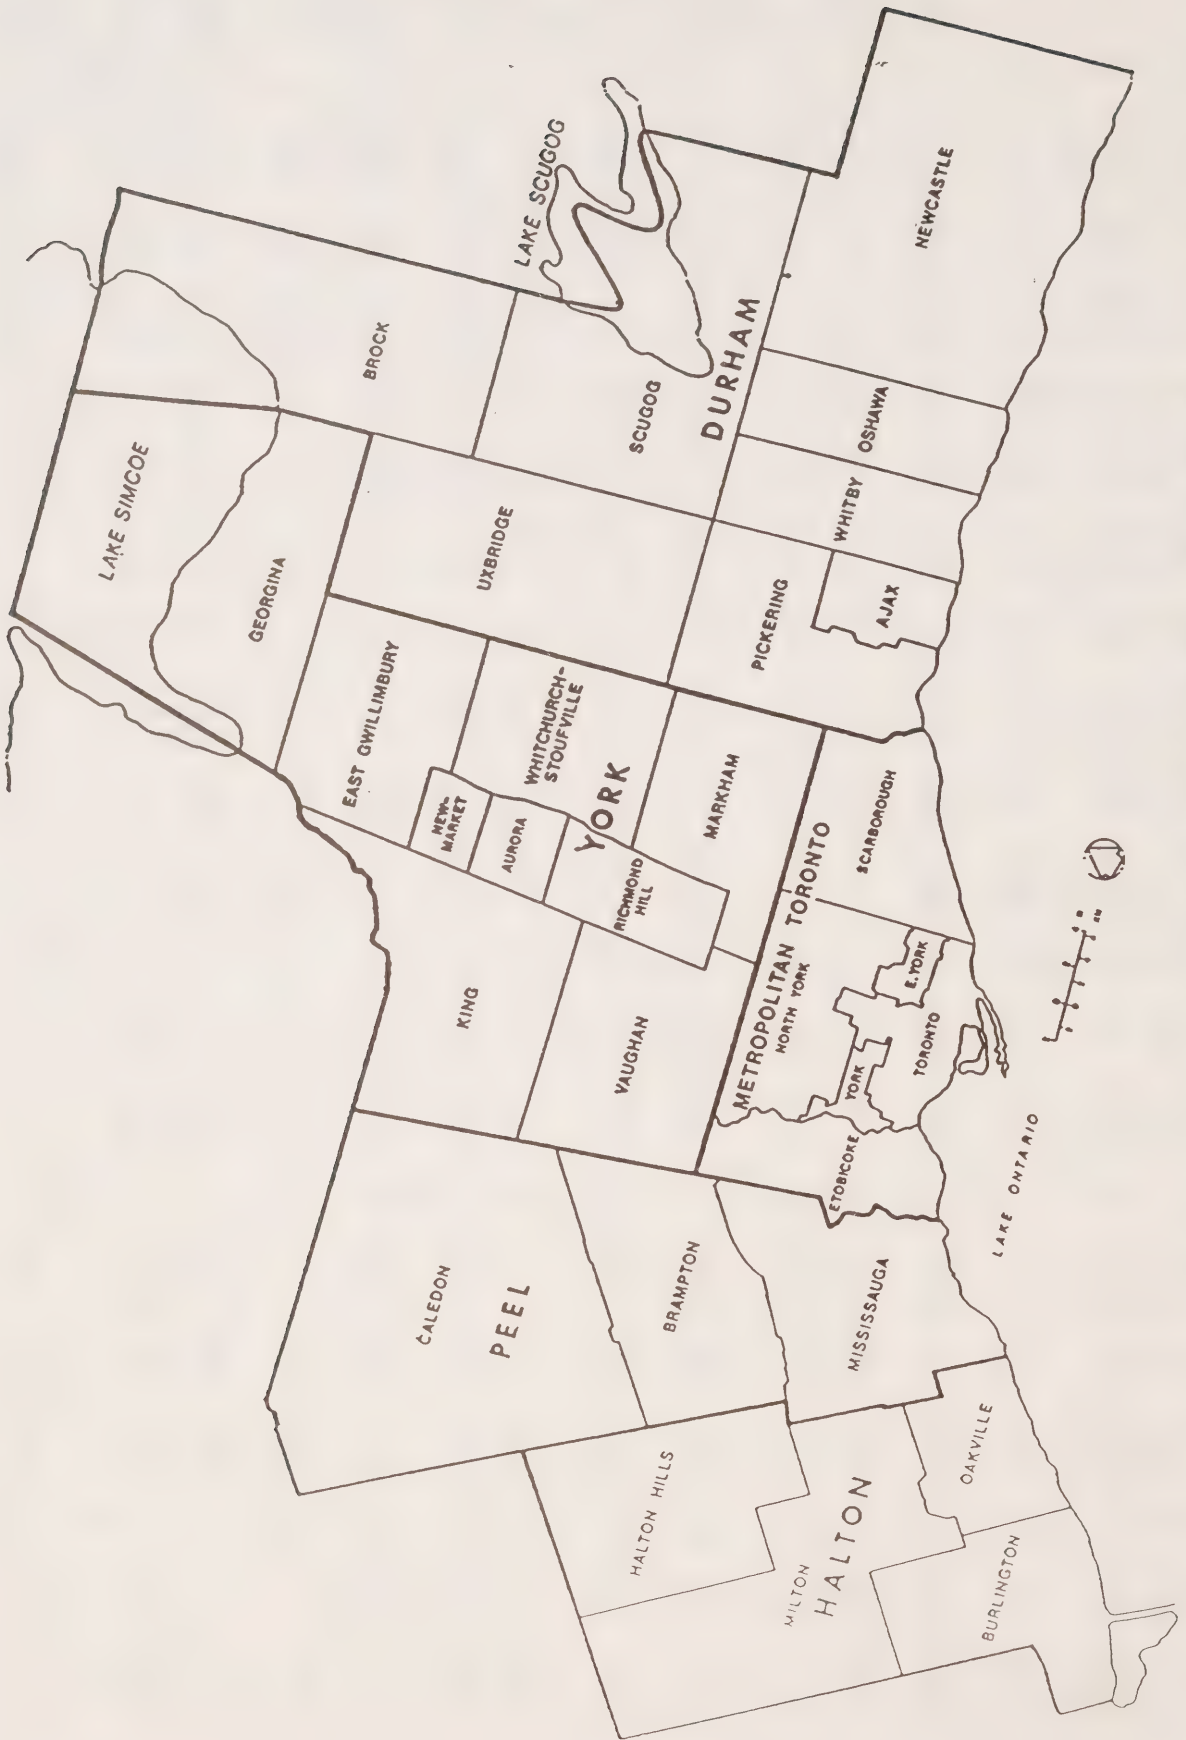 LAKE SIMCOE
GEORGINA
BROCK
LAKE SCUGOG
SCUGOG
UXBRIDGE
DURHAM
NEWCASTLE
OSHAWA
WHITBY
AJAX
PICKERING
EAST GWILLIMBURY
WHITCHURCH-
STOUFVILLE
NEW-
MARKET
AURORA
YORK
RICHMOND
HILL
MARKHAM
KING
VAUGHAN
METROPOLITAN TORONTO
NORTH YORK
SCARBOROUGH
E.YORK
YORK
TORONTO
ETOBICOKE
CALEDON
PEEL
BRAMPTON
MISSISSAUGA
HALTON HILLS
MILTON
HALTON
OAKVILLE
BURLINGTON
LAKE ONTARIO